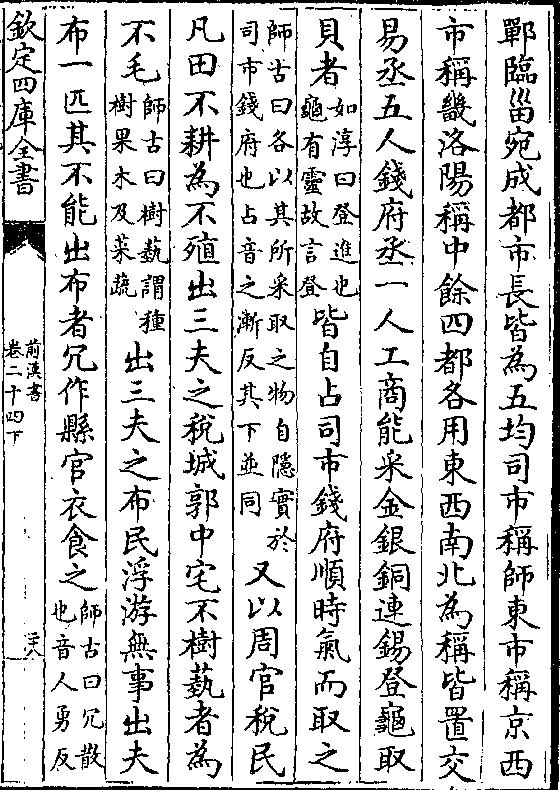 鄲臨甾宛成都市長皆為五均司市稱師東市稱京西
市稱畿洛陽稱中餘四都各用東西南北為稱皆置交
易丞五人錢府丞一人工商能采金銀銅連錫登龜取
貝者如淳曰登進也龜有靈故言登皆自占司市錢府順時氣而取之
師古曰各以其所采取之物自隱實於司市錢府也占音之漸反其下並同又以周官稅民
凡田不耕為不殖出三夫之稅城郭中宅不樹藝者為
不毛師古曰樹藝謂種樹果木及菜蔬出三夫之布民浮游無事出夫
布一匹其不能出布者冗作縣官衣食之師古曰冗散也音人勇反
欽定四庫全書
前漢書
卷二十四下
二八